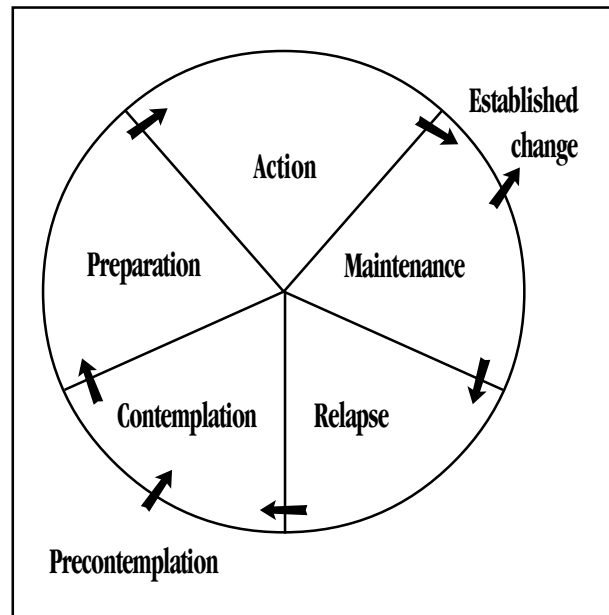 Established
change
Action
Preparation
Maintenance
Contemplation
Relapse
Precontemplation